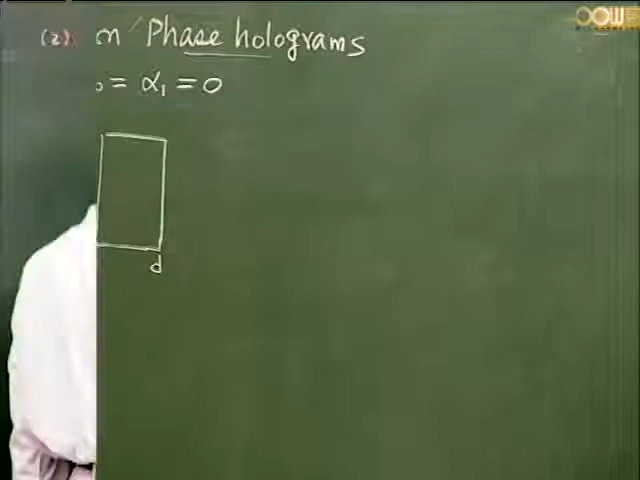 (2) Phase holograms
= α₁ = 0
d